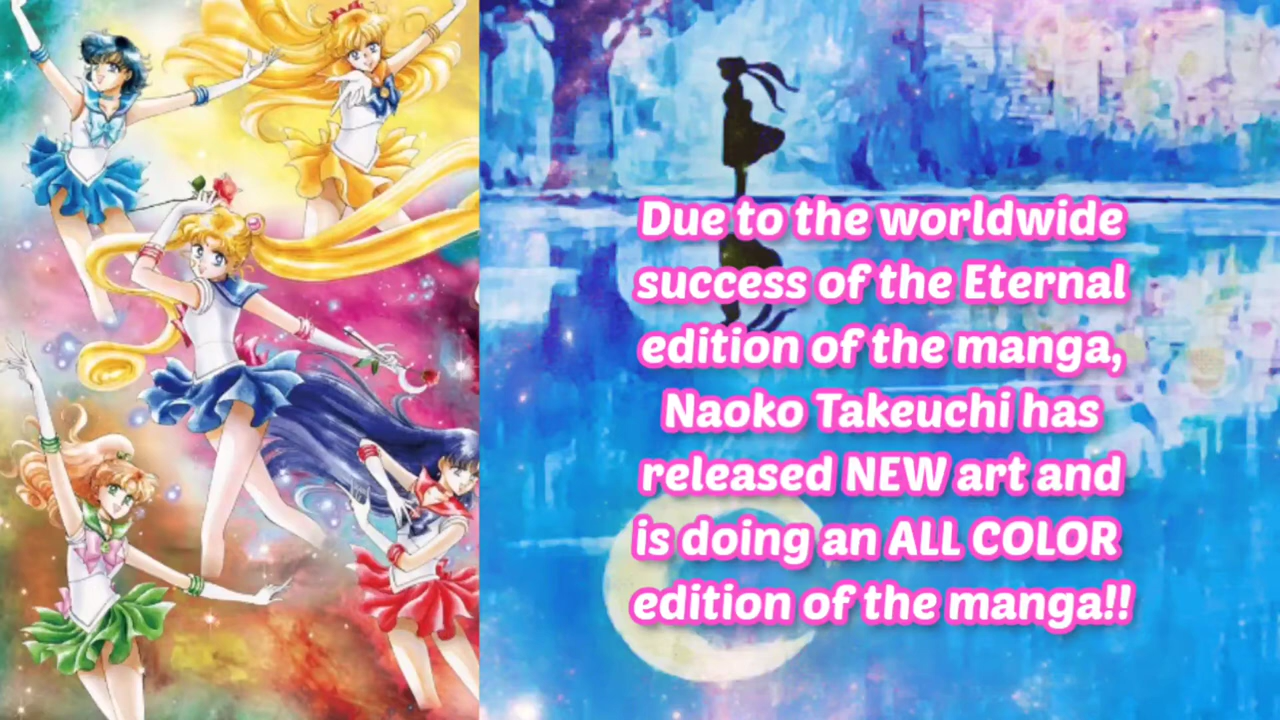 Due to the worldwide
success of the Eternal
edition of the manga,
Naoko Takeuchi has
released NEW art and
is doing an ALL COLOR
edition of the manga!!